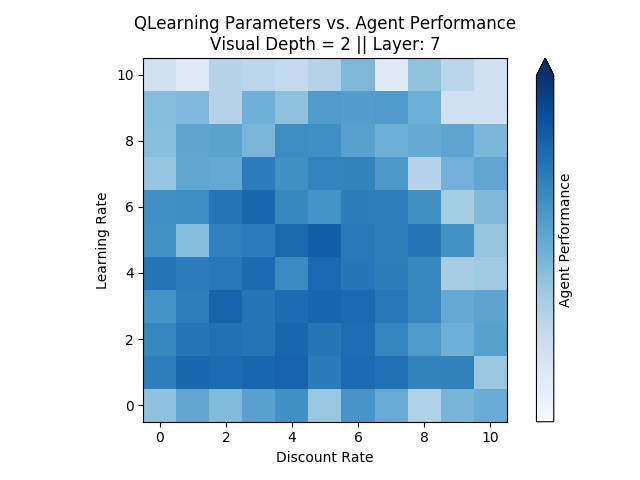 QLearning Parameters vs. Agent Performance
Visual Depth = 2 || Layer: 7
10
8
6
4
2
0
Learning Rate
0 2 4 6 8 10
Discount Rate
Agent Performance